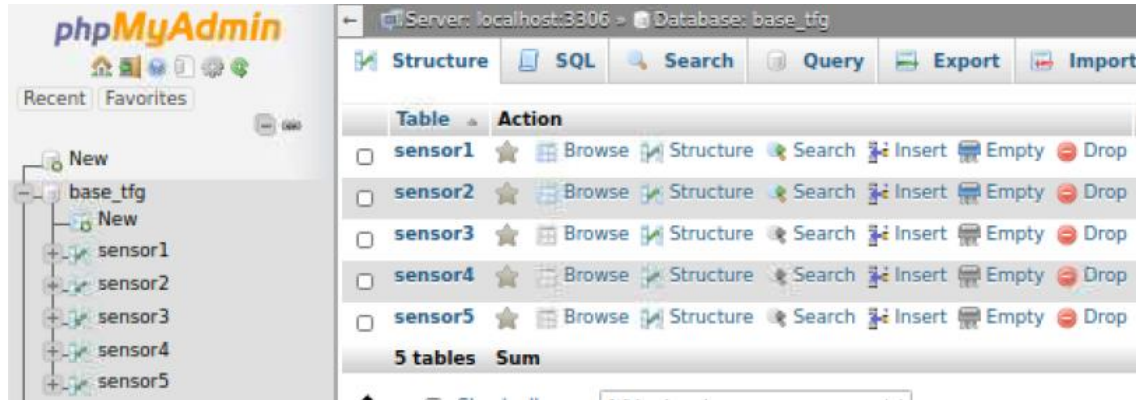 phpMyAdmin
Recent Favorites
New
base_tfg
New
sensor1
sensor2
sensor3
sensor4
sensor5
Server: localhost:3306 » Database: base_tfg
Structure SQL Search Query Export Import
Table Action
sensor1 Browse Structure Search Insert Empty Drop
sensor2 Browse Structure Search Insert Empty Drop
sensor3 Browse Structure Search Insert Empty Drop
sensor4 Browse Structure Search Insert Empty Drop
sensor5 Browse Structure Search Insert Empty Drop
5 tables Sum